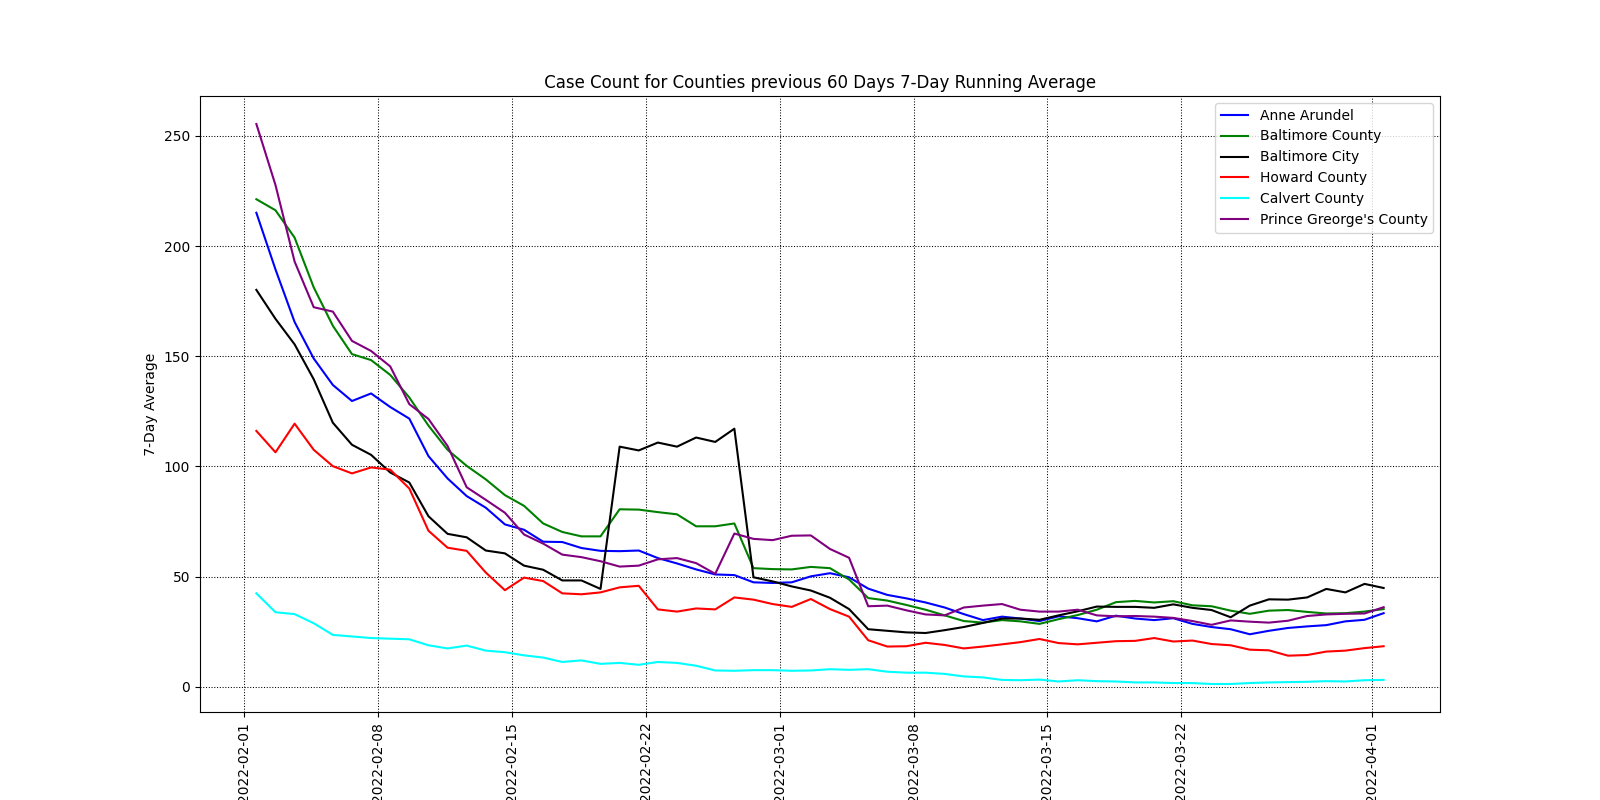 Case Count for Counties previous 60 Days 7-Day Running Average
Anne Arundel
Baltimore County
Baltimore City
Howard County
Calvert County
Prince Greorge's County
7-Day Average
250
200
150
100
50
0
2022-02-01
2022-02-08
2022-02-15
2022-02-22
2022-03-01
2022-03-08
2022-03-15
2022-03-22
2022-04-01